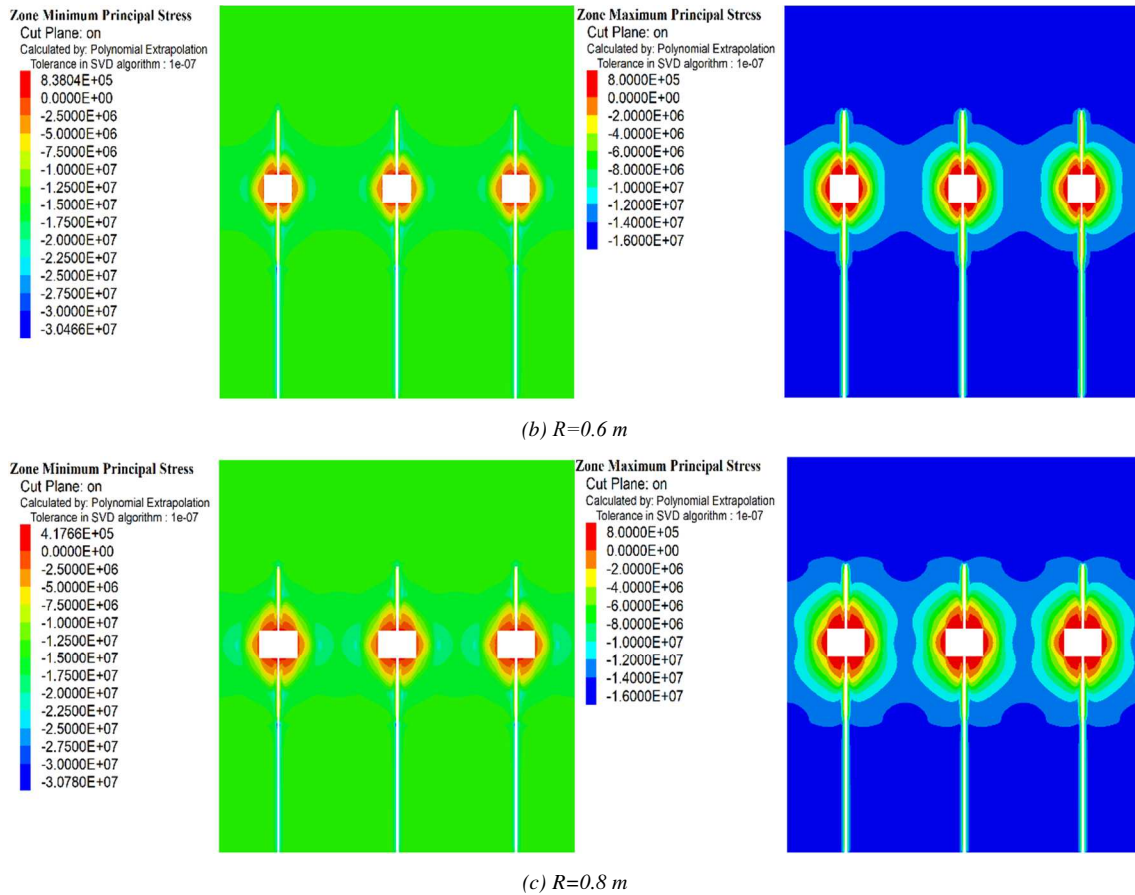 Zone Minimum Principal Stress
Cut Plane: on
Calculated by: Polynomial Extrapolation
Tolerance in SVD algorithm : 1e-07
8.3804E+05
0.0000E+00
-2.5000E+06
-5.0000E+06
-7.5000E+06
-1.0000E+07
-1.2500E+07
-1.5000E+07
-1.7500E+07
-2.0000E+07
-2.2500E+07
-2.5000E+07
-2.7500E+07
-3.0000E+07
-3.0466E+07
Zone Maximum Principal Stress
Cut Plane: on
Calculated by: Polynomial Extrapolation
Tolerance in SVD algorithm : 1e-07
8.0000E+05
0.0000E+00
-2.0000E+06
-4.0000E+06
-6.0000E+06
-8.0000E+06
-1.0000E+07
-1.2000E+07
-1.4000E+07
-1.6000E+07
(b) R=0.6 m
Zone Minimum Principal Stress
Cut Plane: on
Calculated by: Polynomial Extrapolation
Tolerance in SVD algorithm : 1e-07
4.1766E+05
0.0000E+00
-2.5000E+06
-5.0000E+06
-7.5000E+06
-1.0000E+07
-1.2500E+07
-1.5000E+07
-1.7500E+07
-2.0000E+07
-2.2500E+07
-2.5000E+07
-2.7500E+07
-3.0000E+07
-3.0780E+07
Zone Maximum Principal Stress
Cut Plane: on
Calculated by: Polynomial Extrapolation
Tolerance in SVD algorithm : 1e-07
8.0000E+05
0.0000E+00
-2.0000E+06
-4.0000E+06
-6.0000E+06
-8.0000E+06
-1.0000E+07
-1.2000E+07
-1.4000E+07
-1.6000E+07
(c) R=0.8 m